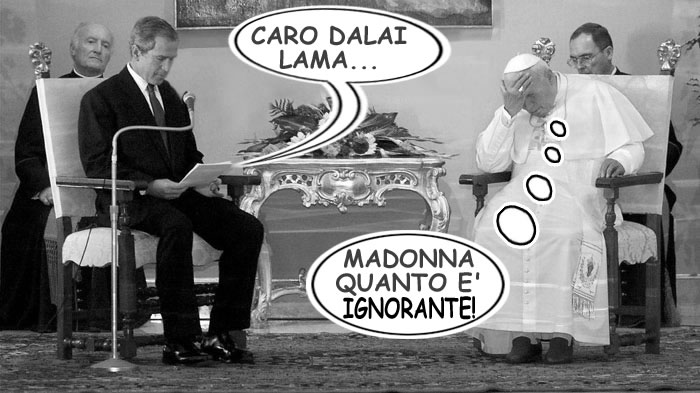 CARO DALAI
LAMA...
MADONNA
QUANTO E'
IGNORANTE!